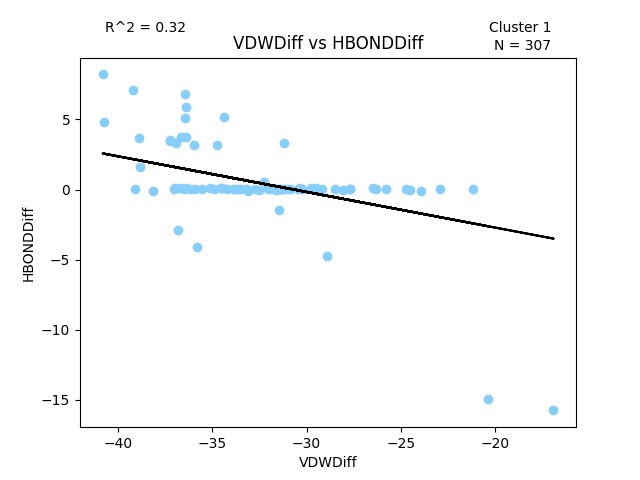 R^2 = 0.32
Cluster 1
N = 307
VDWDiff vs HBONDDiff
HBONDDiff
5
0
−5
−10
−15
−40
−35
−30
−25
−20
VDWDiff